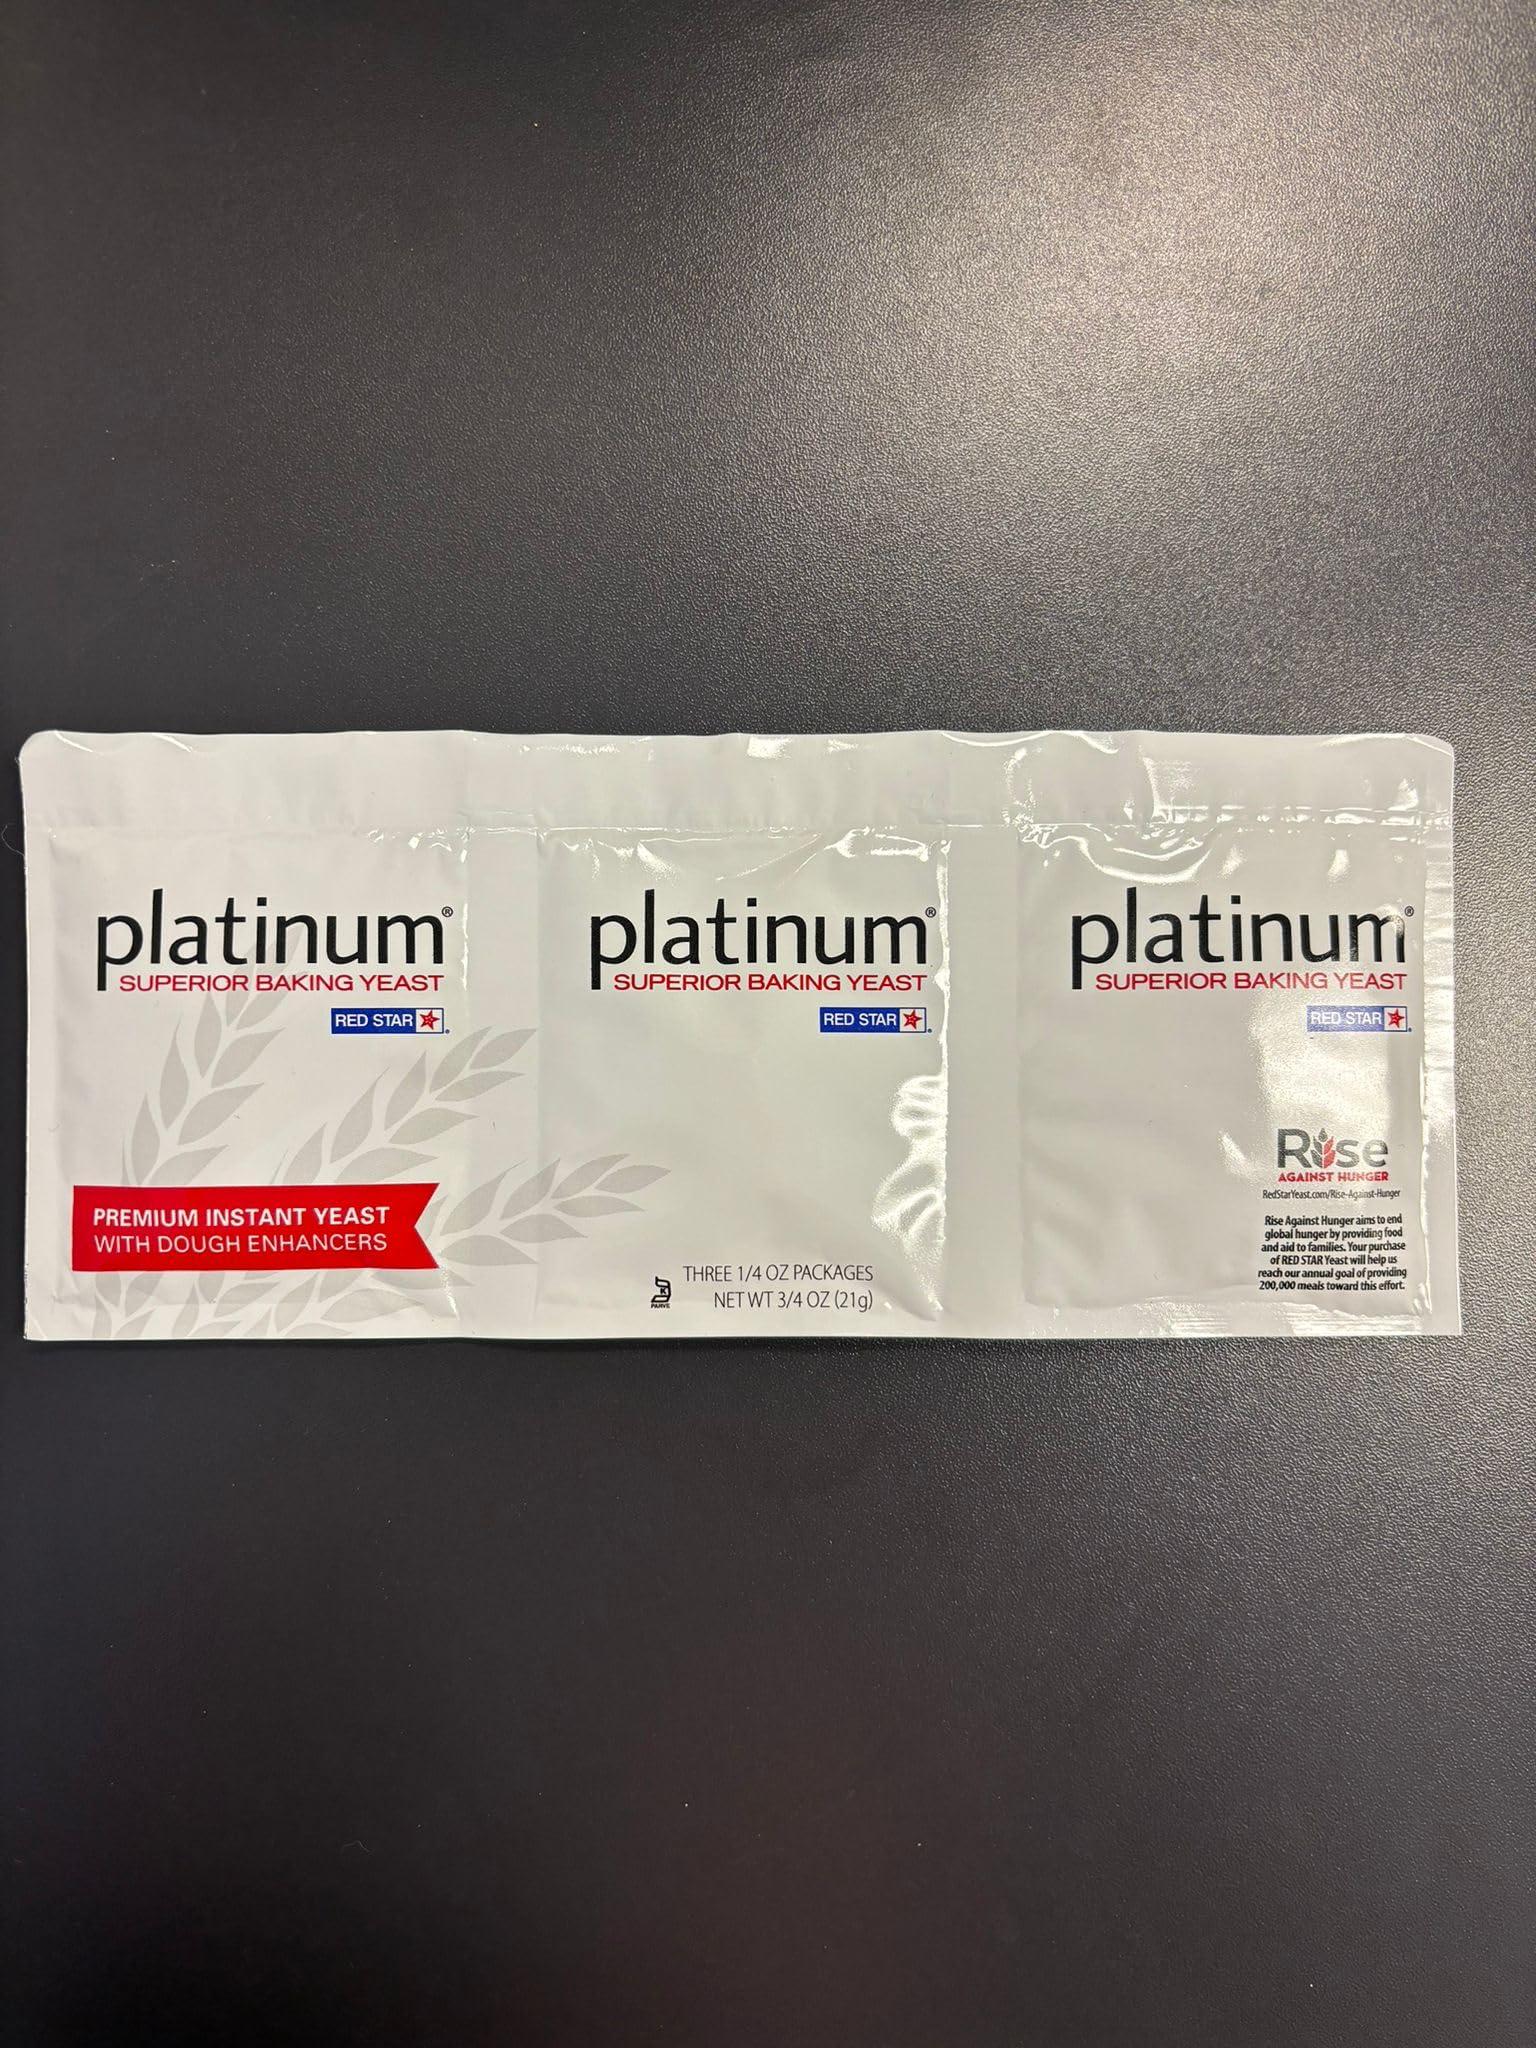 platinum®
SUPERIOR BAKING YEAST
RED STAR®
PREMIUM INSTANT YEAST
WITH DOUGH ENHANCERS
platinum®
SUPERIOR BAKING YEAST
RED STAR®
K
PARVE
THREE 1/4 OZ PACKAGES
NET WT 3/4 OZ (21g)
platinum®
SUPERIOR BAKING YEAST
RED STAR®
Rise
AGAINST HUNGER
RedStarYeast.com/Rise-Against-Hunger
Rise Against Hunger aims to end
global hunger by providing food
and aid to families. Your purchase
of RED STAR Yeast will help us
reach our annual goal of providing
200,000 meals toward this effort.